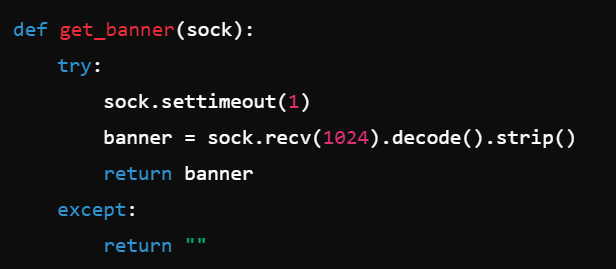 def get_banner(sock):
    try:
        sock.settimeout(1)
        banner = sock.recv(1024).decode().strip()
        return banner
    except:
        return ""